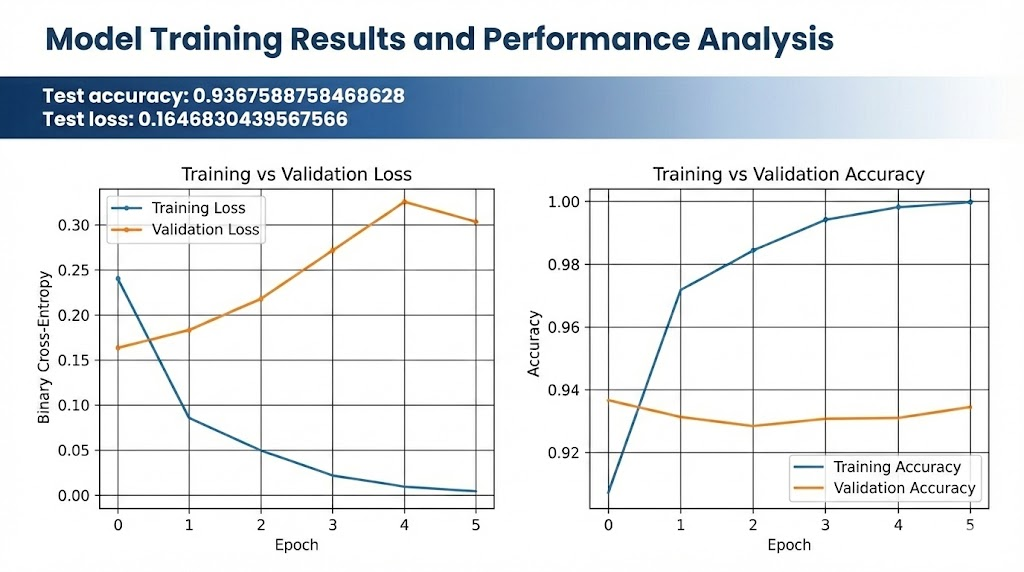 Model Training Results and Performance Analysis
Test accuracy: 0.9367588758468628
Test loss: 0.1646830439567566
Training vs Validation Loss
Training Loss
Validation Loss
0.30
0.25
0.20
0.15
0.10
0.05
0.00
Binary Cross-Entropy
0 1 2 3 4 5
Epoch
Training vs Validation Accuracy
1.00
0.98
0.96
0.94
0.92
Accuracy
Training Accuracy
Validation Accuracy
0 1 2 3 4 5
Epoch